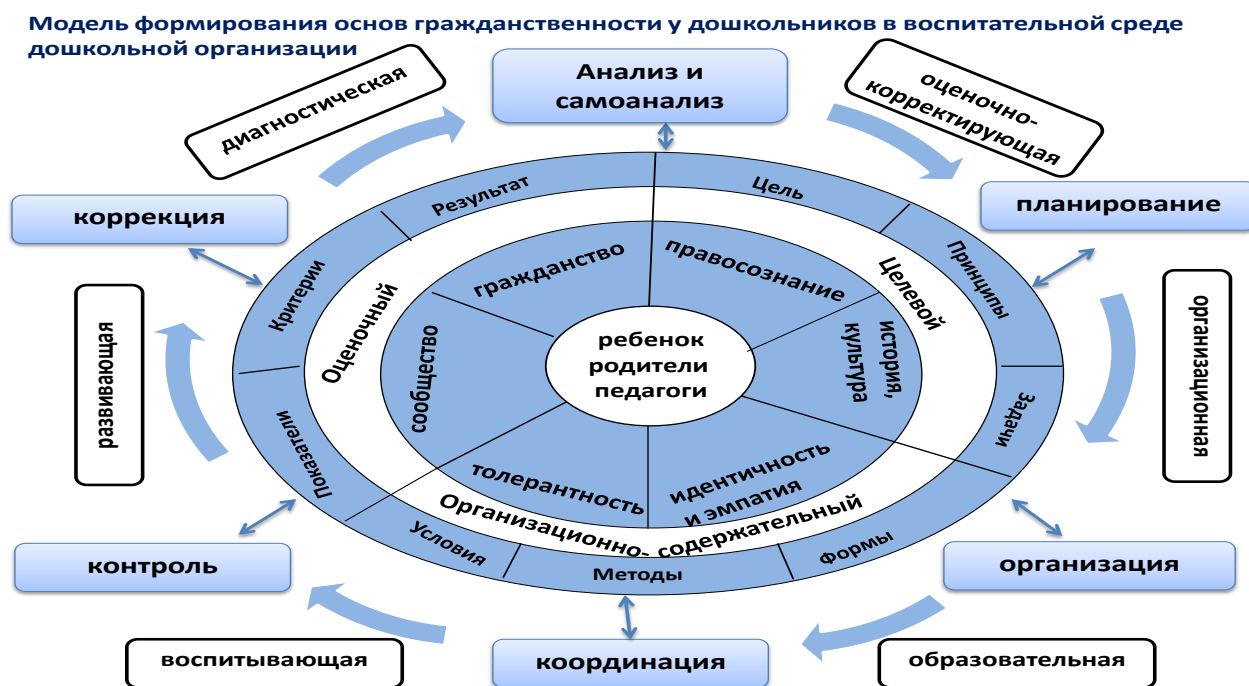 Модель формирования основ гражданственности у дошкольников в воспитательной среде
дошкольной организации
Анализ и
самоанализ
диагностическая
оценочно-
корректирующая
коррекция
планирование
Результат
Цель
Критерии
Принципы
гражданство
правосознание
Оценочный
Целевой
развивающая
организационная
сообщество
ребенок
родители
педагоги
история,
культура
Показатели
Задачи
толерантность
идентичность
и эмпатия
Организационно- содержательный
Условия
Методы
Формы
контроль
организация
воспитывающая
координация
образовательная